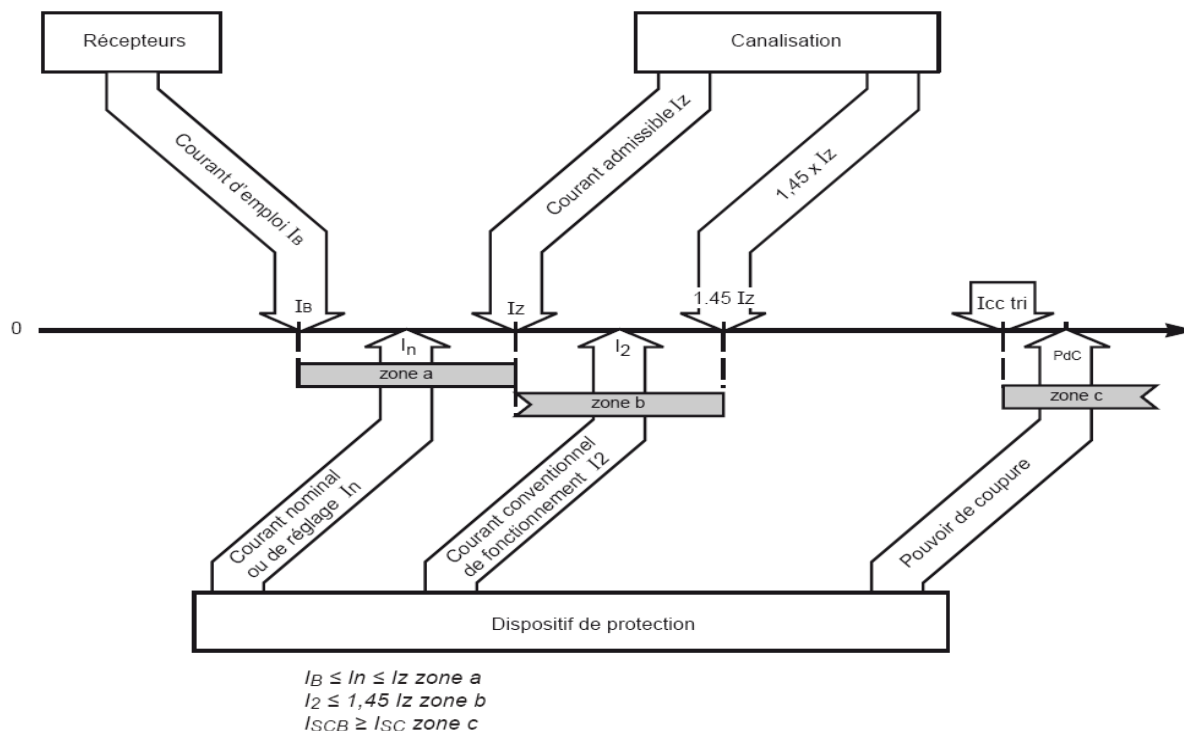 Récepteurs
Canalisation
Courant d'emploi IB
Courant admissible Iz
1,45 x Iz
IB
Iz
1.45 Iz
Icc tri
0
In
I2
PdC
zone a
zone b
zone c
Courant nominal
ou de réglage In
Courant conventionnel
de fonctionnement I2
Pouvoir de coupure
Dispositif de protection
IB ≤ In ≤ Iz zone a
I2 ≤ 1,45 Iz zone b
ISCB ≥ ISC zone c